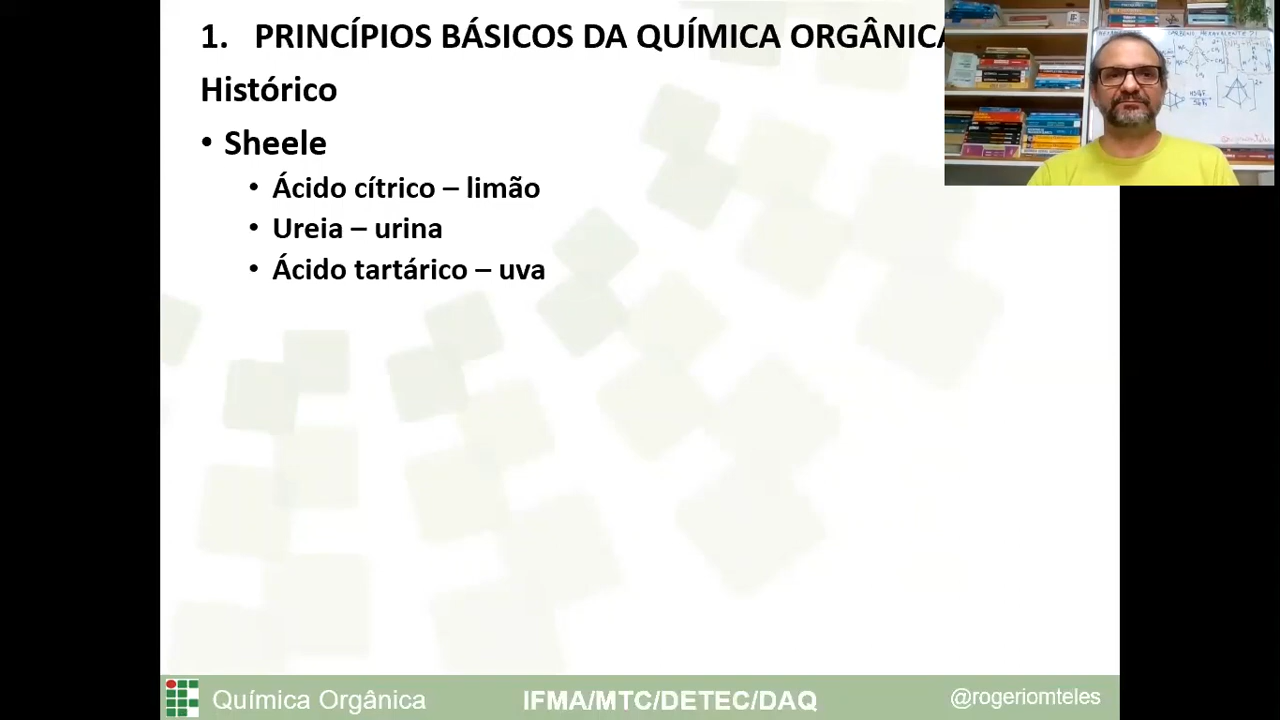 1. PRINCÍPIOS BÁSICOS DA QUÍMICA ORGÂNICA
Histórico
• Sheele
• Ácido cítrico – limão
• Ureia – urina
• Ácido tartárico – uva
Química Orgânica
IFMA/MTC/DETEC/DAQ
@rogeriomteles